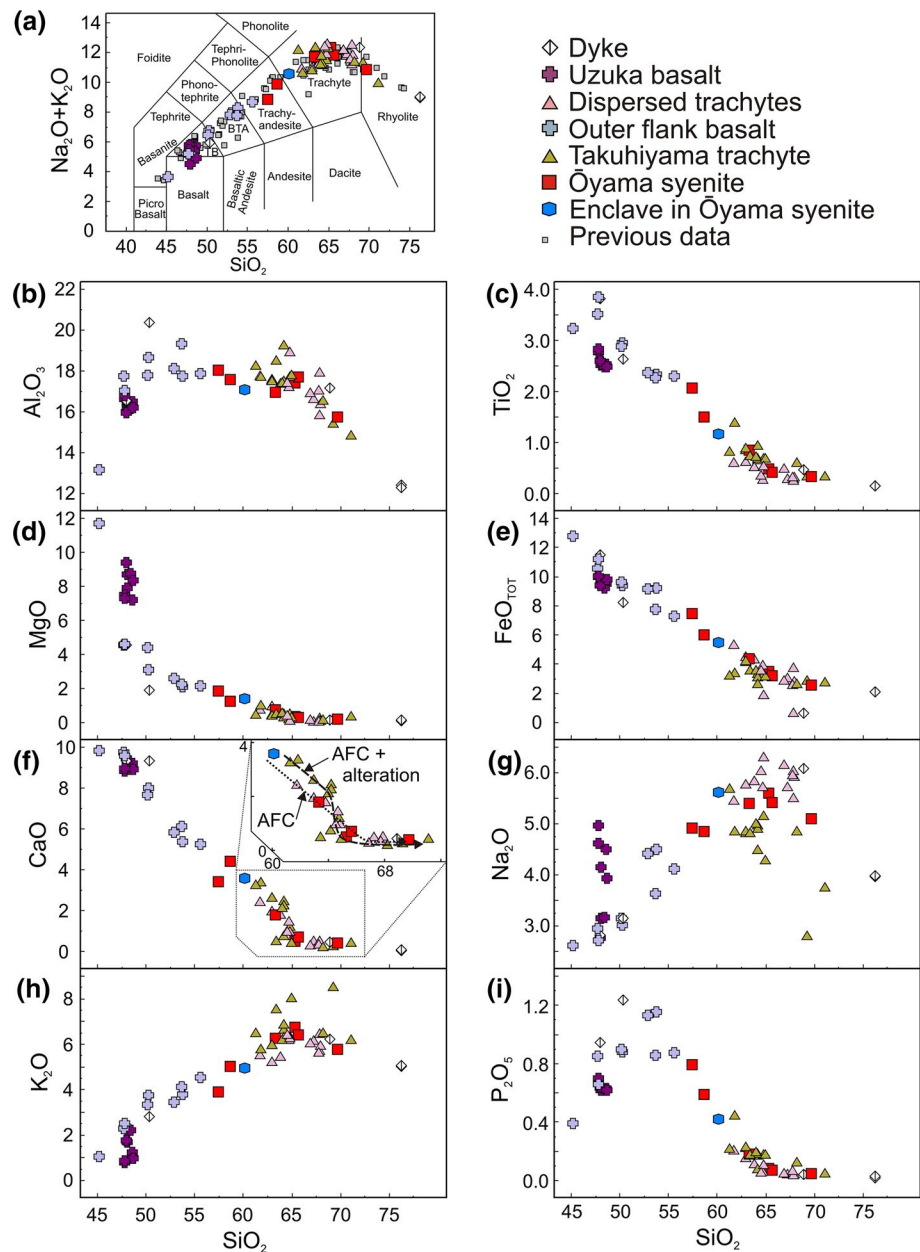 (a)
14
12
10
8
6
4
2
0
Na₂O+K₂O
Foidite
Phonolite
Tephri-
Phonolite
Phono-
tephrite
Tephrite
Basanite
Trachyte
Trachy-
andesite
BTA
TB
Rhyolite
Basalt
Basaltic
Andesite
Andesite
Dacite
Picro
Basalt
40 45 50 55 60 65 70 75
SiO₂
Dyke
Uzuka basalt
Dispersed trachytes
Outer flank basalt
Takuhiyama trachyte
Ōyama syenite
Enclave in Ōyama syenite
Previous data
(b)
22
20
18
16
14
12
Al₂O₃
(c)
4.0
3.0
2.0
1.0
0.0
TiO₂
(d)
12
10
8
6
4
2
0
MgO
(e)
14
12
10
8
6
4
2
0
FeO_TOT
(f)
10
8
6
4
2
0
CaO
4
AFC +
alteration
AFC
0
60 68
(g)
6.0
5.0
4.0
3.0
Na₂O
(h)
8
6
4
2
0
K₂O
45 50 55 60 65 70 75
SiO₂
(i)
1.2
0.8
0.4
0.0
P₂O₅
45 50 55 60 65 70 75
SiO₂